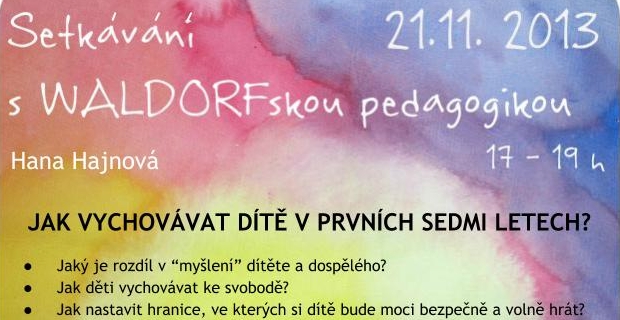 Setkávání 21.11. 2013
s WALDORFskou pedagogikou
Hana Hajnová 17 - 19 h
JAK VYCHOVÁVAT DÍTĚ V PRVNÍCH SEDMI LETECH?
● Jaký je rozdíl v “myšlení” dítěte a dospělého?
● Jak děti vychovávat ke svobodě?
● Jak nastavit hranice, ve kterých si dítě bude moci bezpečně a volně hrát?